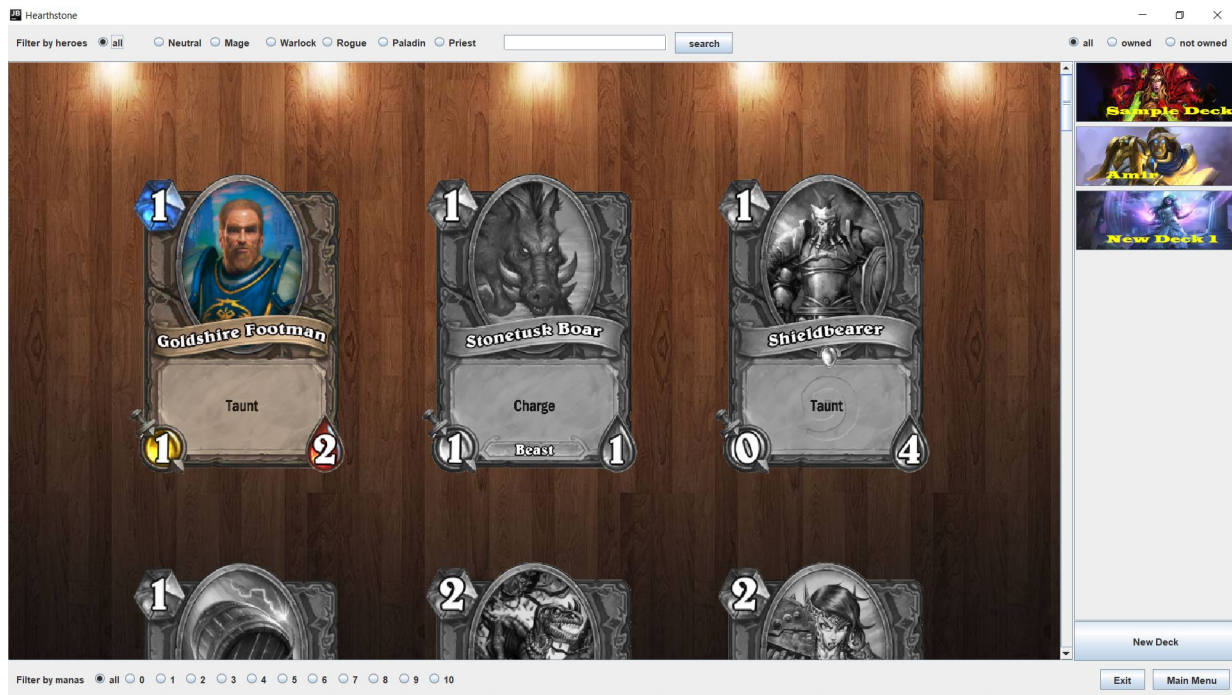 Hearthstone
Filter by heroes all Neutral Mage Warlock Rogue Paladin Priest search all owned not owned
Sample Deck
Amir
New Deck 1
1 1 1
Goldshire Footman Stonetusk Boar Shieldbearer
Taunt Charge Taunt
1 2 1 Beast 1 0 4
1 2 2
New Deck
Filter by manas all 0 1 2 3 4 5 6 7 8 9 10 Exit Main Menu